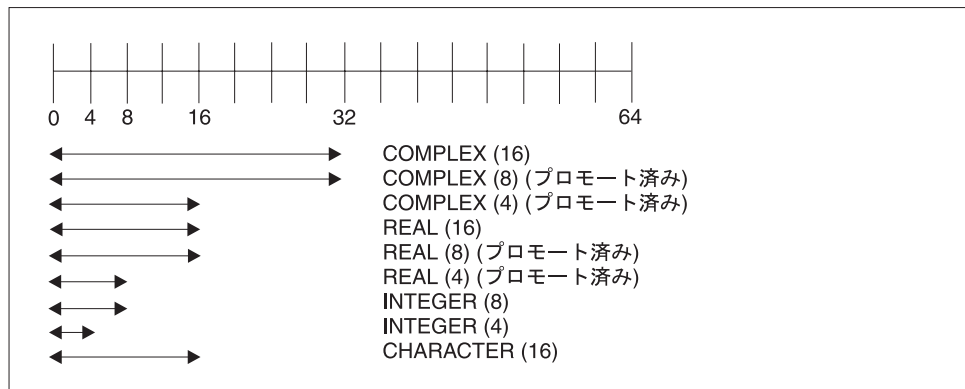 0 4 8 16 32 64
COMPLEX (16)
COMPLEX (8) (プロモート済み)
COMPLEX (4) (プロモート済み)
REAL (16)
REAL (8) (プロモート済み)
REAL (4) (プロモート済み)
INTEGER (8)
INTEGER (4)
CHARACTER (16)